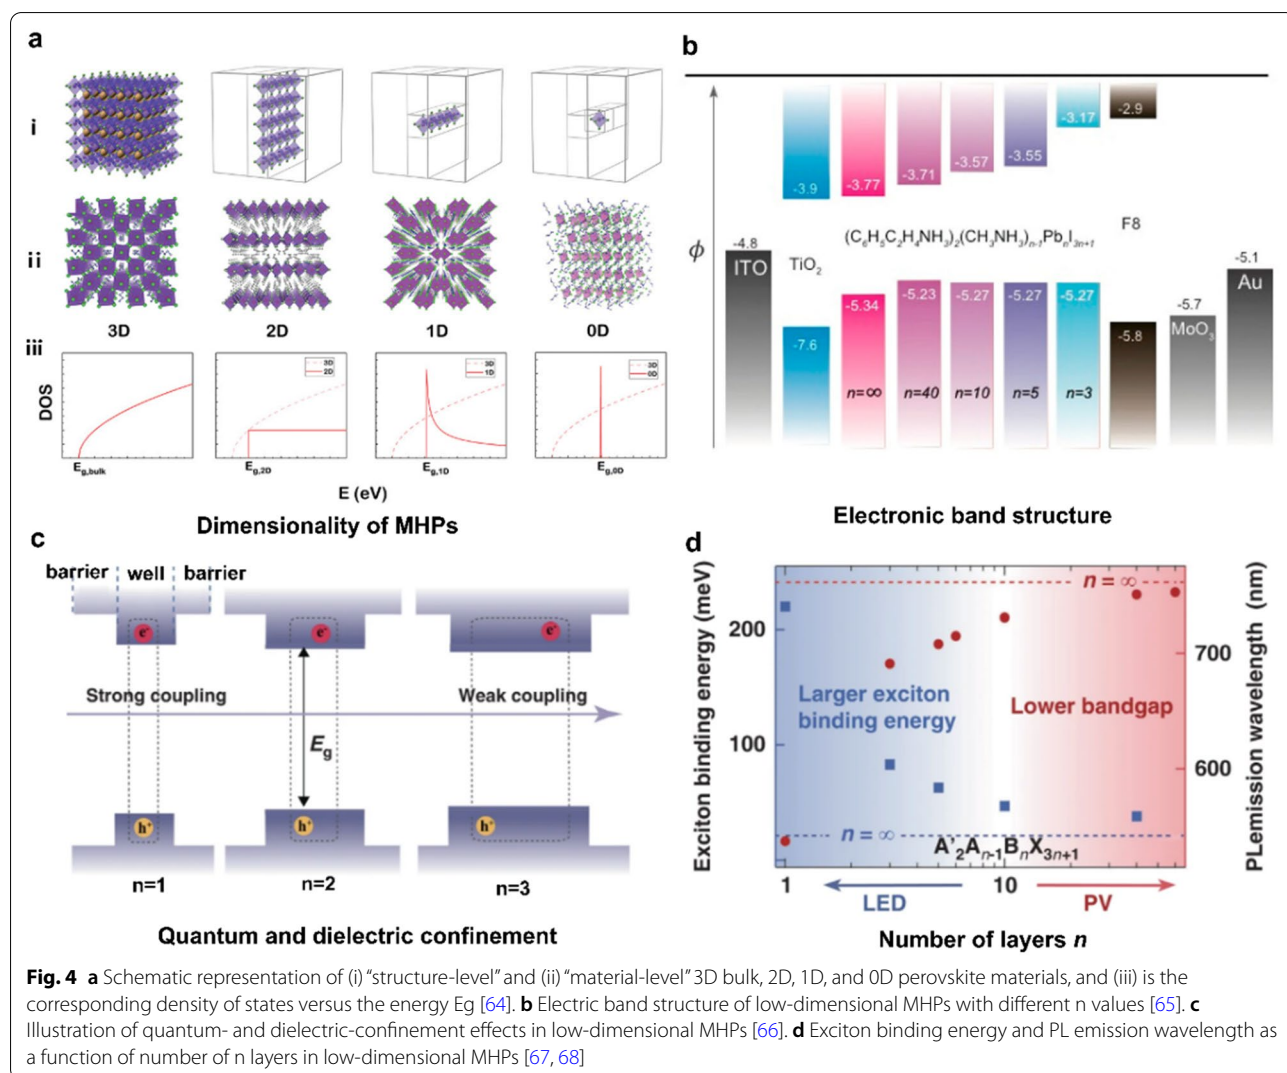 a
i
ii
3D 2D 1D 0D
iii
DOS
3D
2D
3D
1D
3D
0D
Eg,bulk Eg,2D Eg,1D Eg,0D
E (eV)
Dimensionality of MHPs
b
-3.9 -3.77 -3.71 -3.57 -3.55 -3.17 -2.9
ϕ
(C6H5C2H4NH3)2(CH3NH3)n-1PbnI3n+1
F8
-4.8
ITO
TiO2
-5.1
Au
-7.6 -5.34 -5.23 -5.27 -5.27 -5.27 -5.8
-5.7
MoO3
n=∞ n=40 n=10 n=5 n=3
Electronic band structure
c
barrier well barrier
e- e- e-
Strong coupling Weak coupling
Eg
h+ h+ h+
n=1 n=2 n=3
Quantum and dielectric confinement
d
Exciton binding energy (meV)
200
100
n = ∞
Larger exciton
binding energy
Lower bandgap
n = ∞
A'2An-1BnX3n+1
700
600
PLemission wavelength (nm)
1 10
LED PV
Number of layers n
Fig. 4 a Schematic representation of (i) “structure-level” and (ii) “material-level” 3D bulk, 2D, 1D, and 0D perovskite materials, and (iii) is the
corresponding density of states versus the energy Eg [64]. b Electric band structure of low-dimensional MHPs with different n values [65]. c
Illustration of quantum- and dielectric-confinement effects in low-dimensional MHPs [66]. d Exciton binding energy and PL emission wavelength as
a function of number of n layers in low-dimensional MHPs [67, 68]